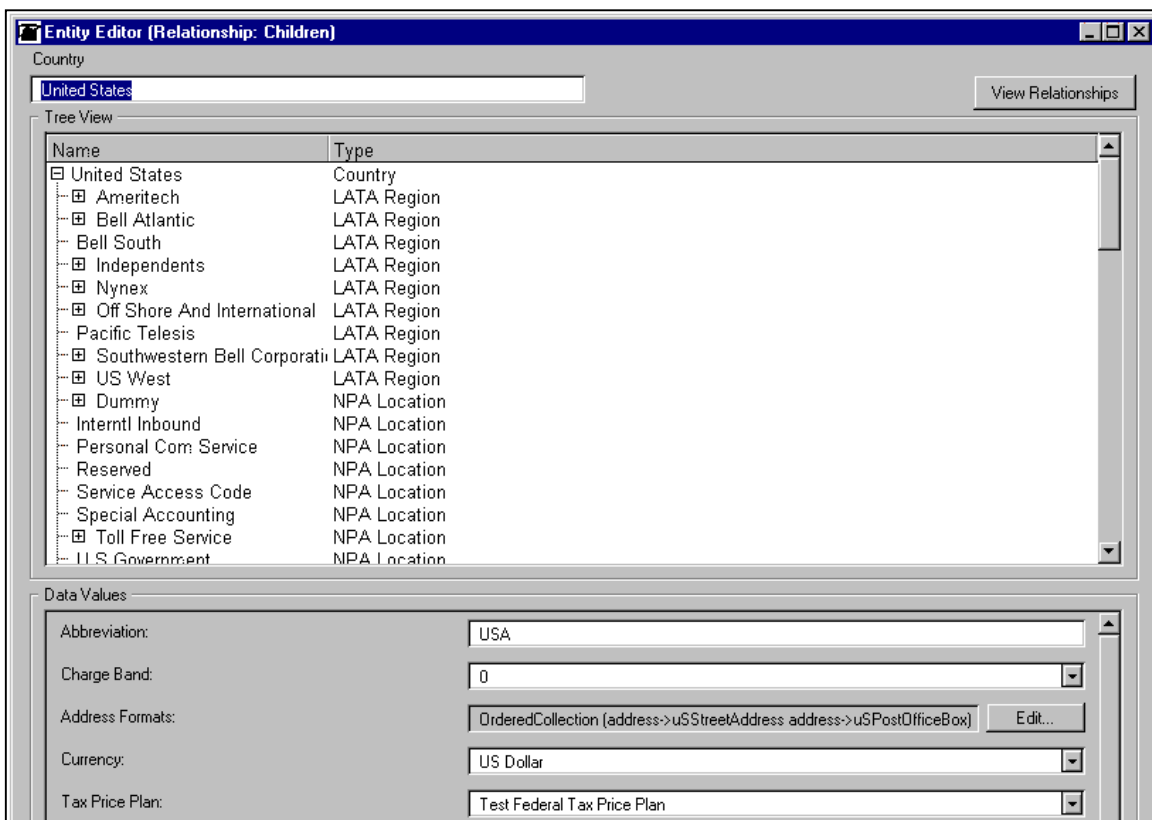 Entity Editor (Relationship: Children)
Country
United States
View Relationships
Tree View
Name Type
United States Country
Ameritech LATA Region
Bell Atlantic LATA Region
Bell South LATA Region
Independents LATA Region
Nynex LATA Region
Off Shore And International LATA Region
Pacific Telesis LATA Region
Southwestern Bell Corporati LATA Region
US West LATA Region
Dummy NPA Location
Interntl Inbound NPA Location
Personal Com Service NPA Location
Reserved NPA Location
Service Access Code NPA Location
Special Accounting NPA Location
Toll Free Service NPA Location
U.S Government NPA Location
Data Values
Abbreviation: USA
Charge Band: 0
Address Formats: OrderedCollection (address->uSStreetAddress address->uSPostOfficeBox) Edit...
Currency: US Dollar
Tax Price Plan: Test Federal Tax Price Plan